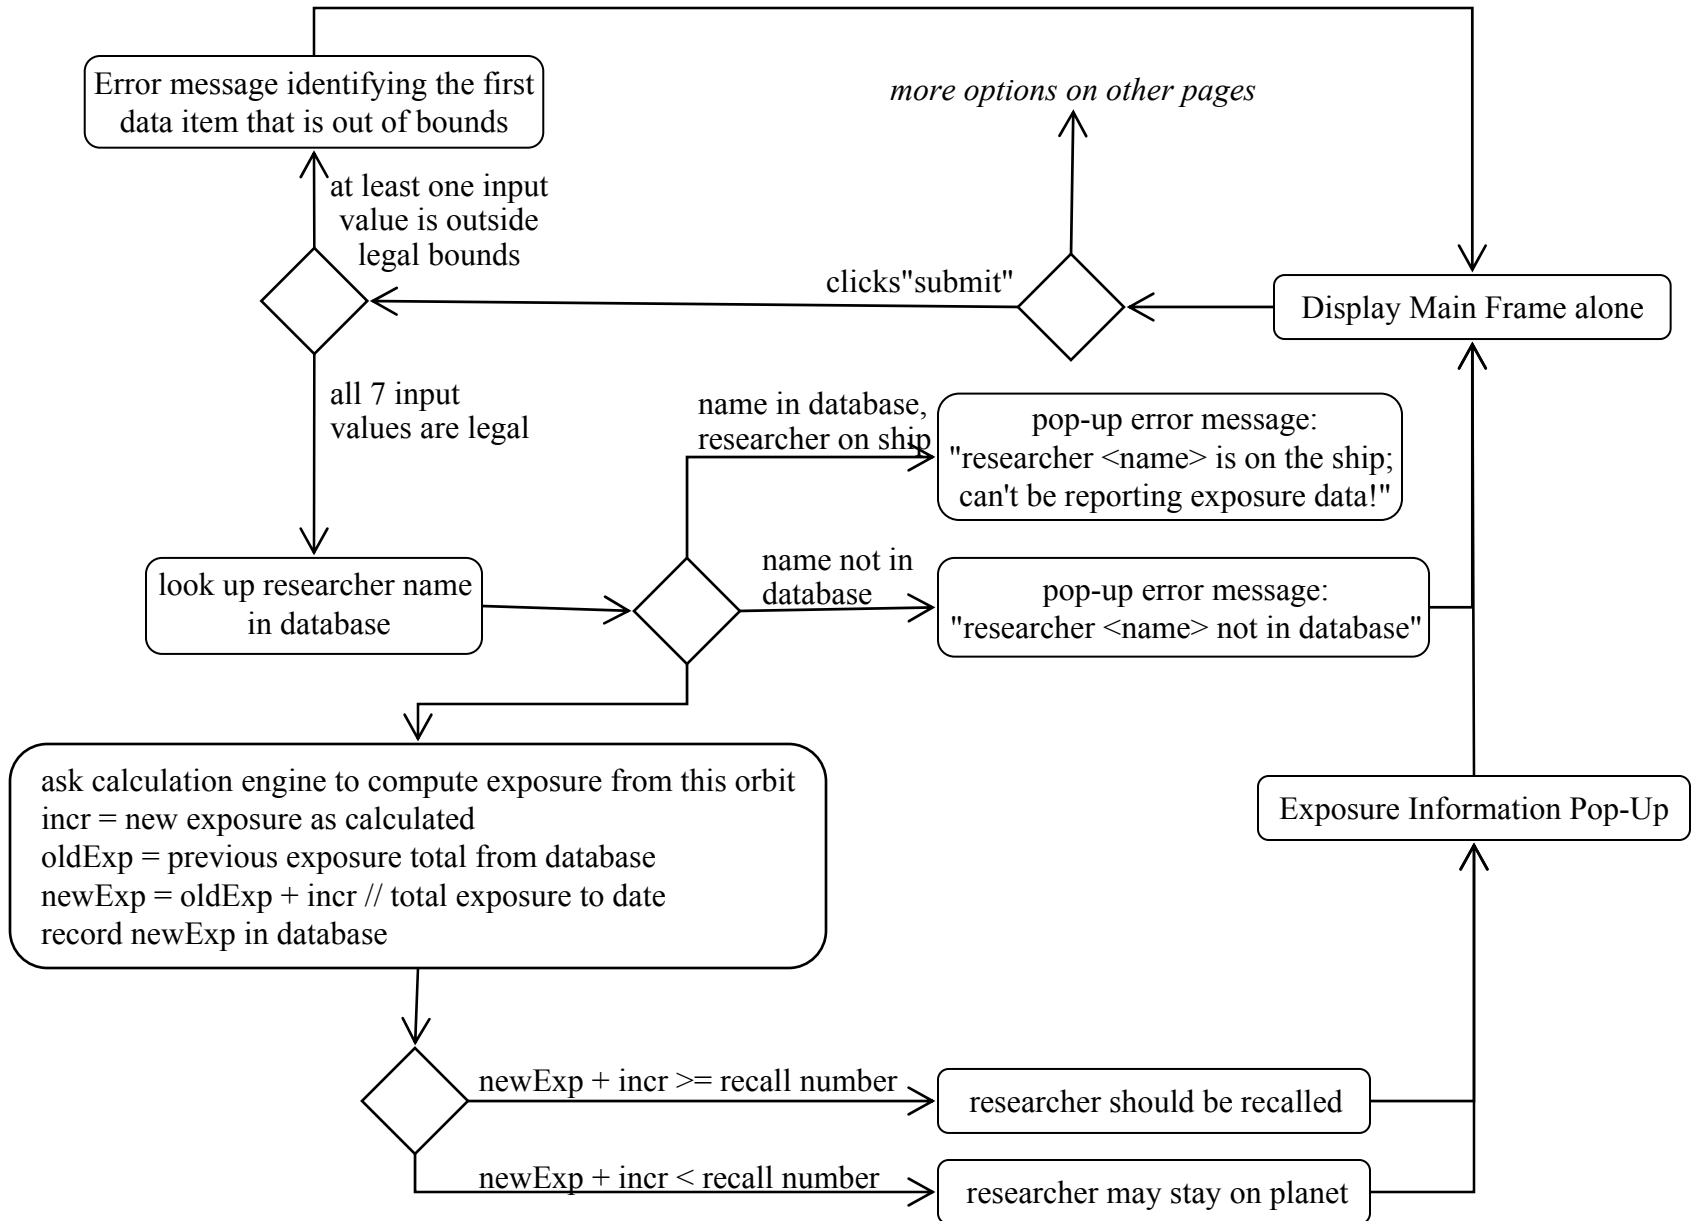 Error message identifying the first
data item that is out of bounds
more options on other pages
at least one input
value is outside
legal bounds
clicks"submit"
Display Main Frame alone
all 7 input
values are legal
name in database,
researcher on ship
pop-up error message:
"researcher <name> is on the ship;
can't be reporting exposure data!"
look up researcher name
in database
name not in
database
pop-up error message:
"researcher <name> not in database"
ask calculation engine to compute exposure from this orbit
incr = new exposure as calculated
oldExp = previous exposure total from database
newExp = oldExp + incr // total exposure to date
record newExp in database
Exposure Information Pop-Up
newExp + incr >= recall number
researcher should be recalled
newExp + incr < recall number
researcher may stay on planet